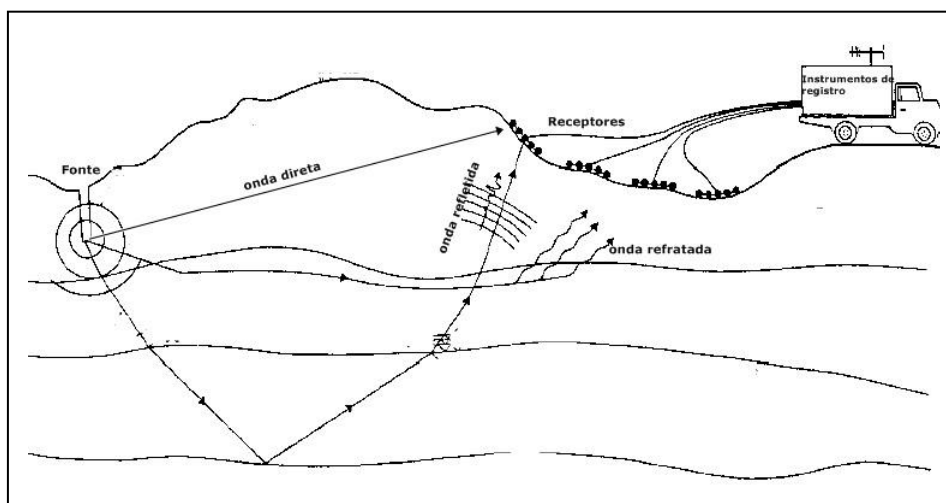 Instrumentos de
registro
Receptores
Fonte
onda direta
onda refletida
onda refratada